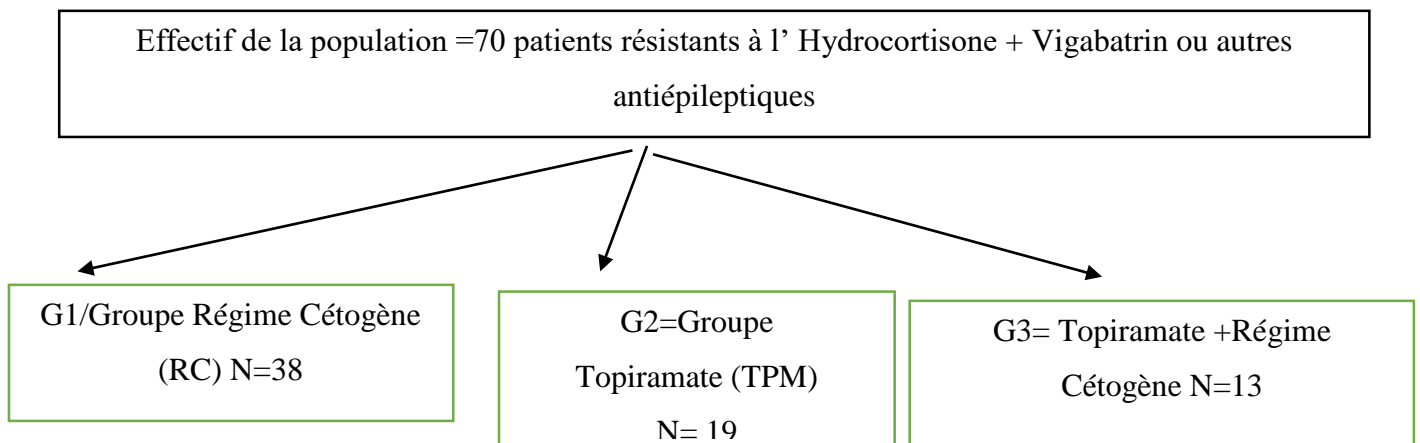 Effectif de la population =70 patients résistants à l’ Hydrocortisone + Vigabatrin ou autres
antiépileptiques
G1/Groupe Régime Cétogène
(RC) N=38
G2=Groupe
Topiramate (TPM)
N= 19
G3= Topiramate +Régime
Cétogène N=13